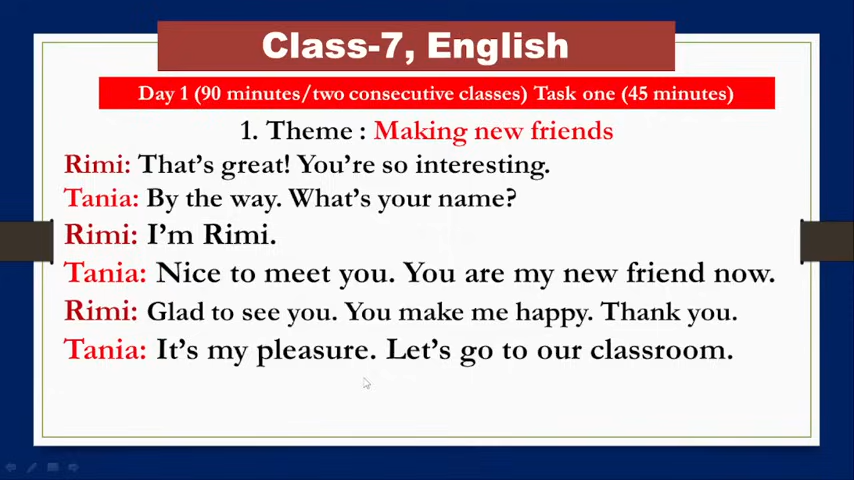 Class-7, English
Day 1 (90 minutes/two consecutive classes) Task one (45 minutes)
1. Theme : Making new friends
Rimi: That's great! You're so interesting.
Tania: By the way. What's your name?
Rimi: I'm Rimi.
Tania: Nice to meet you. You are my new friend now.
Rimi: Glad to see you. You make me happy. Thank you.
Tania: It's my pleasure. Let's go to our classroom.